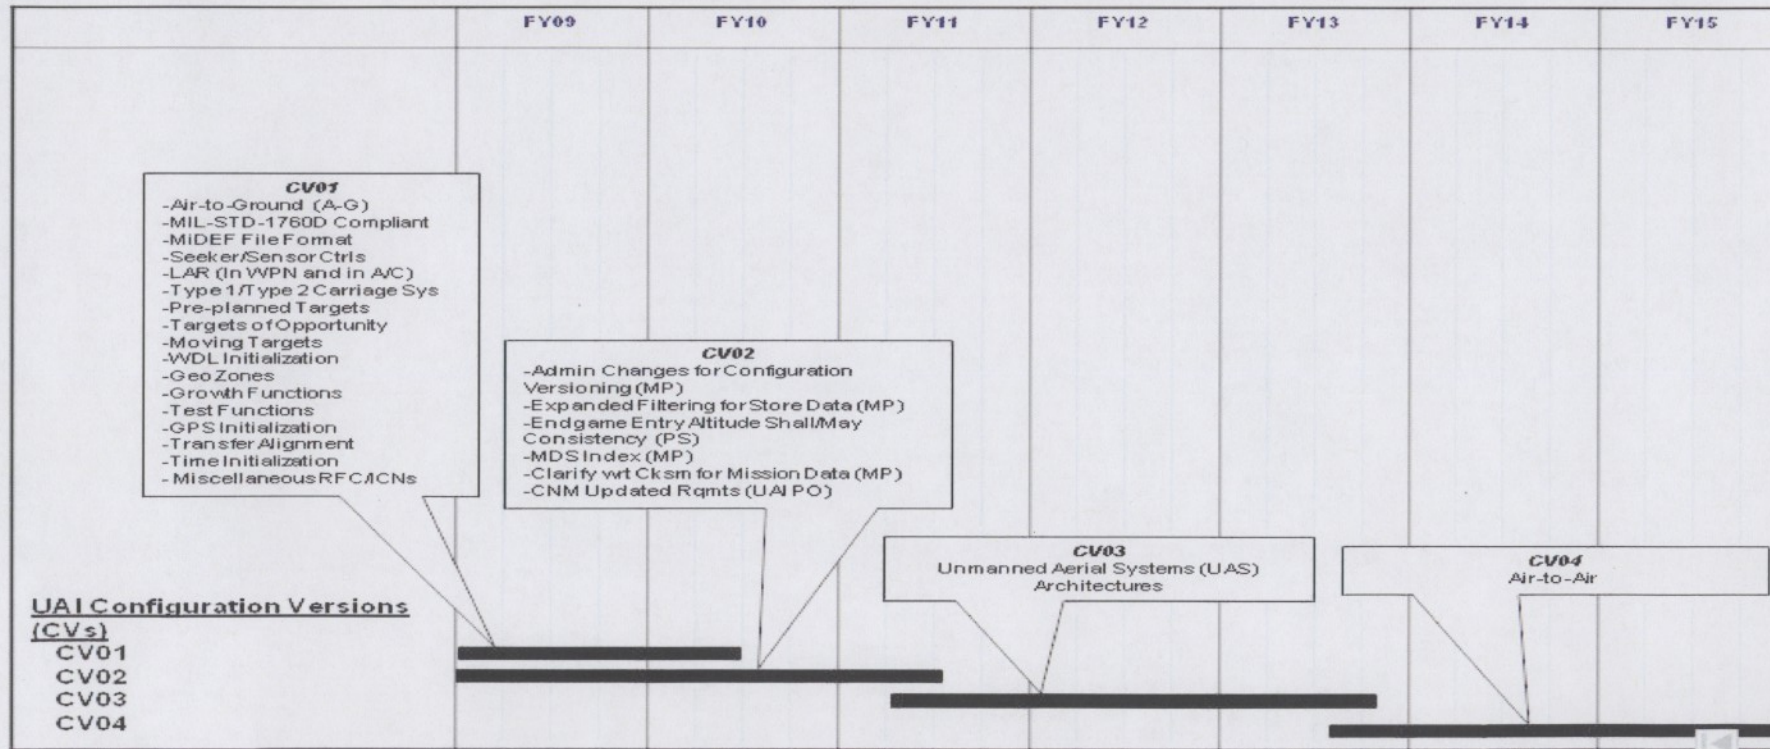 FY09 FY10 FY11 FY12 FY13 FY14 FY15
CV01
-Air-to-Ground (A-G)
-MIL-STD-1760D Compliant
-MiDEF File Format
-Seeker/Sensor Ctrls
-LAR (In WPN and in A/C)
-Type 1/Type 2 Carriage Sys
-Pre-planned Targets
-Targets of Opportunity
-Moving Targets
-WDL Initialization
-Geo Zones
-Growth Functions
-Test Functions
-GPS Initialization
-Transfer Alignment
-Time Initialization
-Miscellaneous RFC/ICNs
CV02
-Admin Changes for Configuration
Versioning (MP)
-Expanded Filtering for Store Data (MP)
-Endgame Entry Altitude Shall/May
Consistency (PS)
-MDS Index (MP)
-Clarify wrt Cksm for Mission Data (MP)
-CNM Updated Rqmts (UAI PO)
CV03
Unmanned Aerial Systems (UAS)
Architectures
CV04
Air-to-Air
UAI Configuration Versions
(CVs)
CV01
CV02
CV03
CV04